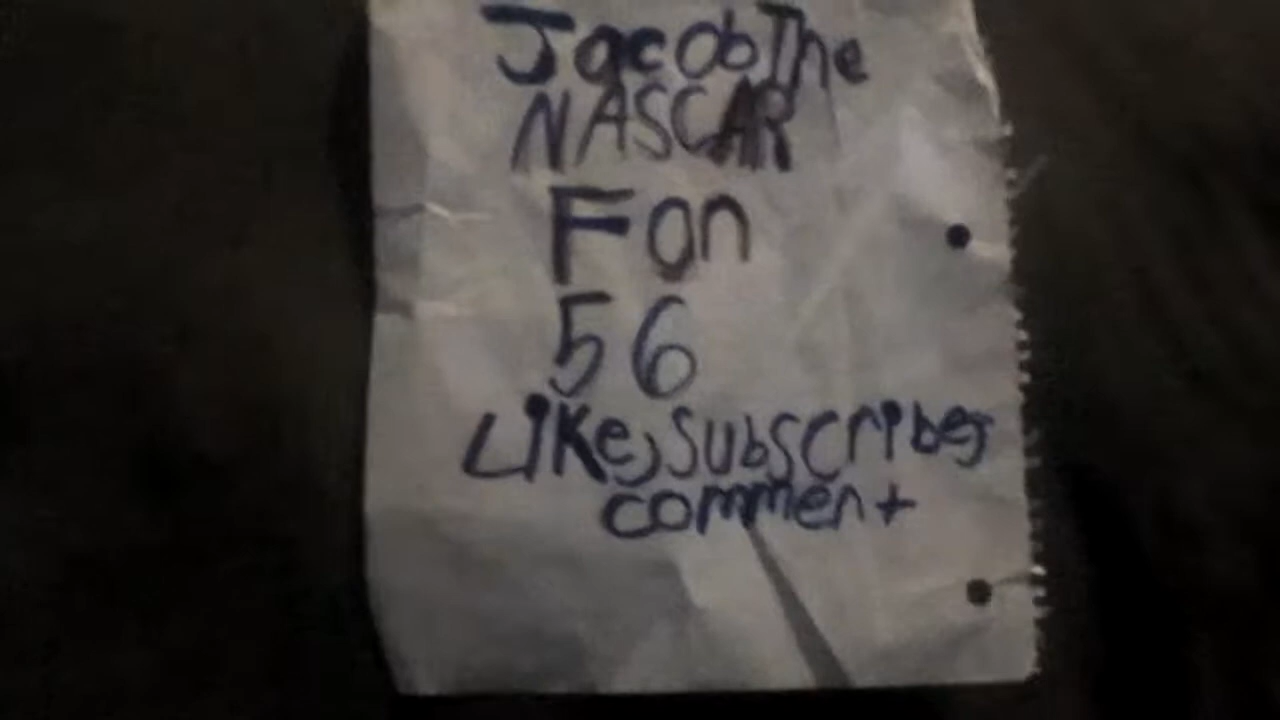 JacobThe
NASCAR
Fan
56
Like, Subscribe,
comment